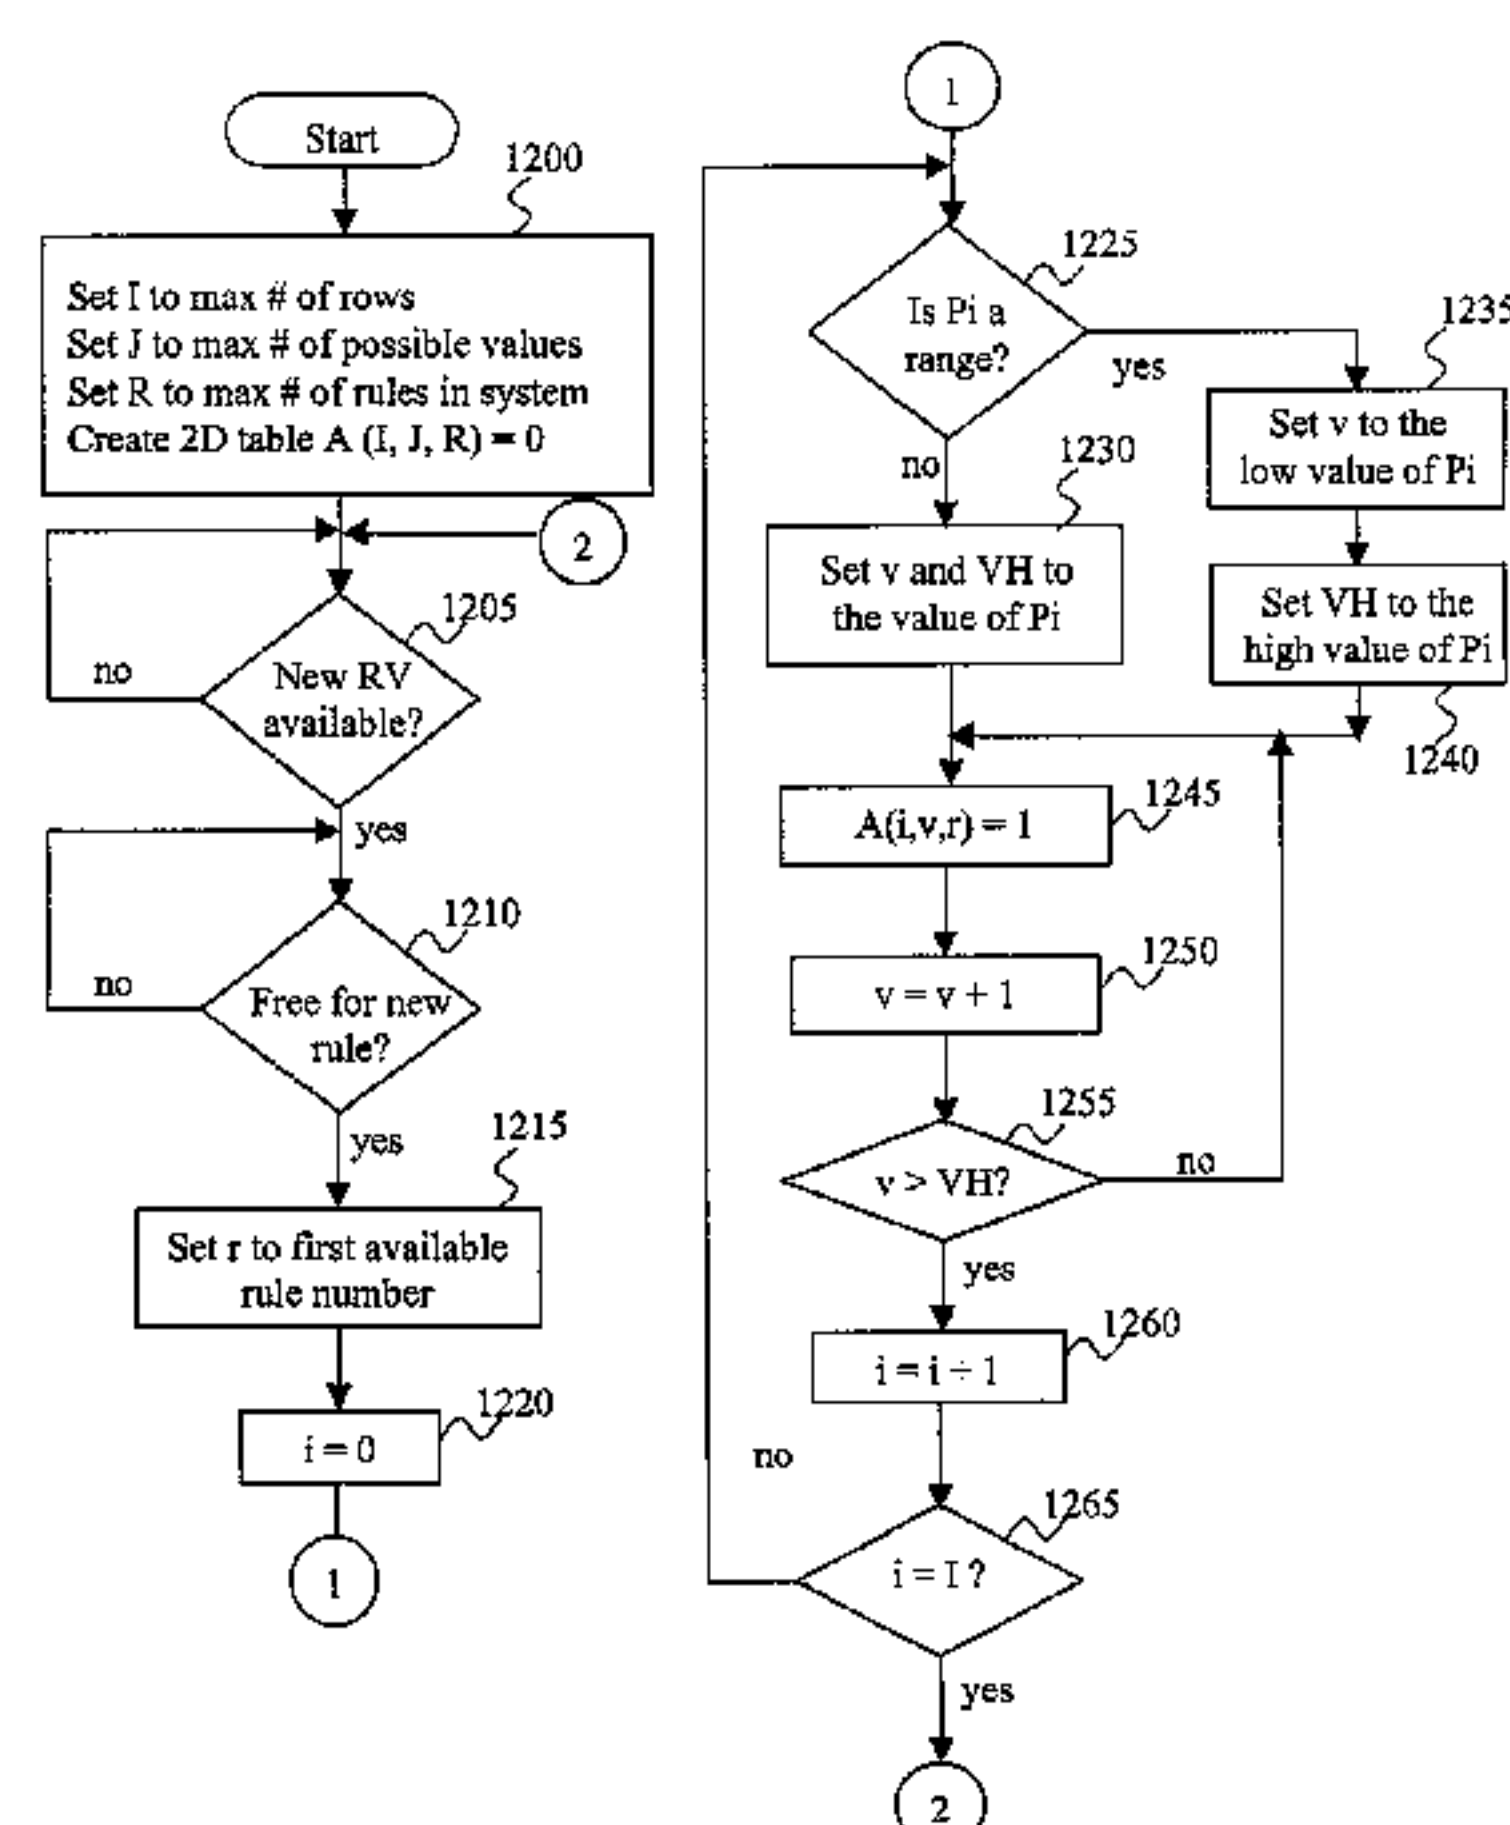 Start
1200
Set I to max # of rows
Set J to max # of possible values
Set R to max # of rules in system
Create 2D table A (I, J, R) = 0
2
1205
no
New RV
available?
yes
1210
no
Free for new
rule?
yes
1215
Set r to first available
rule number
1220
i = 0
1
1
1225
Is Pi a
range?
yes
1235
Set v to the
low value of Pi
no
1230
Set v and VH to
the value of Pi
Set VH to the
high value of Pi
1240
1245
A(i,v,r) = 1
1250
v = v + 1
1255
v > VH?
no
yes
1260
i = i + 1
no
1265
i = I ?
yes
2